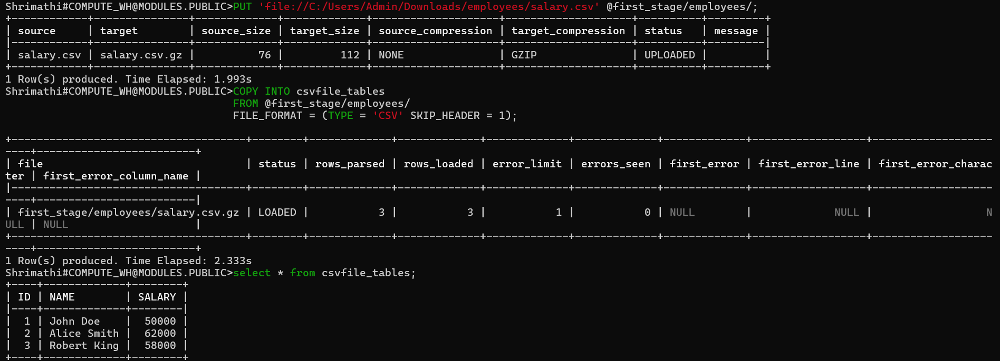 Shrimathi#COMPUTE_WH@MODULES.PUBLIC>PUT 'file://C:/Users/Admin/Downloads/employees/salary.csv' @first_stage/employees/;
+------------+---------------+-------------+-------------+--------------------+--------------------+----------+---------+
| source     | target        | source_size | target_size | source_compression | target_compression | status   | message |
|------------+---------------+-------------+-------------+--------------------+--------------------+----------+---------|
| salary.csv | salary.csv.gz |          76 |         112 | NONE               | GZIP               | UPLOADED |         |
+------------+---------------+-------------+-------------+--------------------+--------------------+----------+---------+
1 Row(s) produced. Time Elapsed: 1.993s
Shrimathi#COMPUTE_WH@MODULES.PUBLIC>COPY INTO csvfile_tables
                                    FROM @first_stage/employees/
                                    FILE_FORMAT = (TYPE = 'CSV' SKIP_HEADER = 1);
+-------------------------------------+--------+-------------+-------------+-------------+-------------+-------------+------------------+-------------------
----+-------------------------+
| file                                | status | rows_parsed | rows_loaded | error_limit | errors_seen | first_error | first_error_line | first_error_charac
ter | first_error_column_name |
|-------------------------------------+--------+-------------+-------------+-------------+-------------+-------------+------------------+-------------------
----+-------------------------|
| first_stage/employees/salary.csv.gz | LOADED |           3 |           3 |           1 |           0 | NULL        |             NULL |                  N
ULL | NULL                    |
+-------------------------------------+--------+-------------+-------------+-------------+-------------+-------------+------------------+-------------------
----+-------------------------+
1 Row(s) produced. Time Elapsed: 2.333s
Shrimathi#COMPUTE_WH@MODULES.PUBLIC>select * from csvfile_tables;
+----+-------------+--------+
| ID | NAME        | SALARY |
|----+-------------+--------|
|  1 | John Doe    |  50000 |
|  2 | Alice Smith |  62000 |
|  3 | Robert King |  58000 |
+----+-------------+--------+